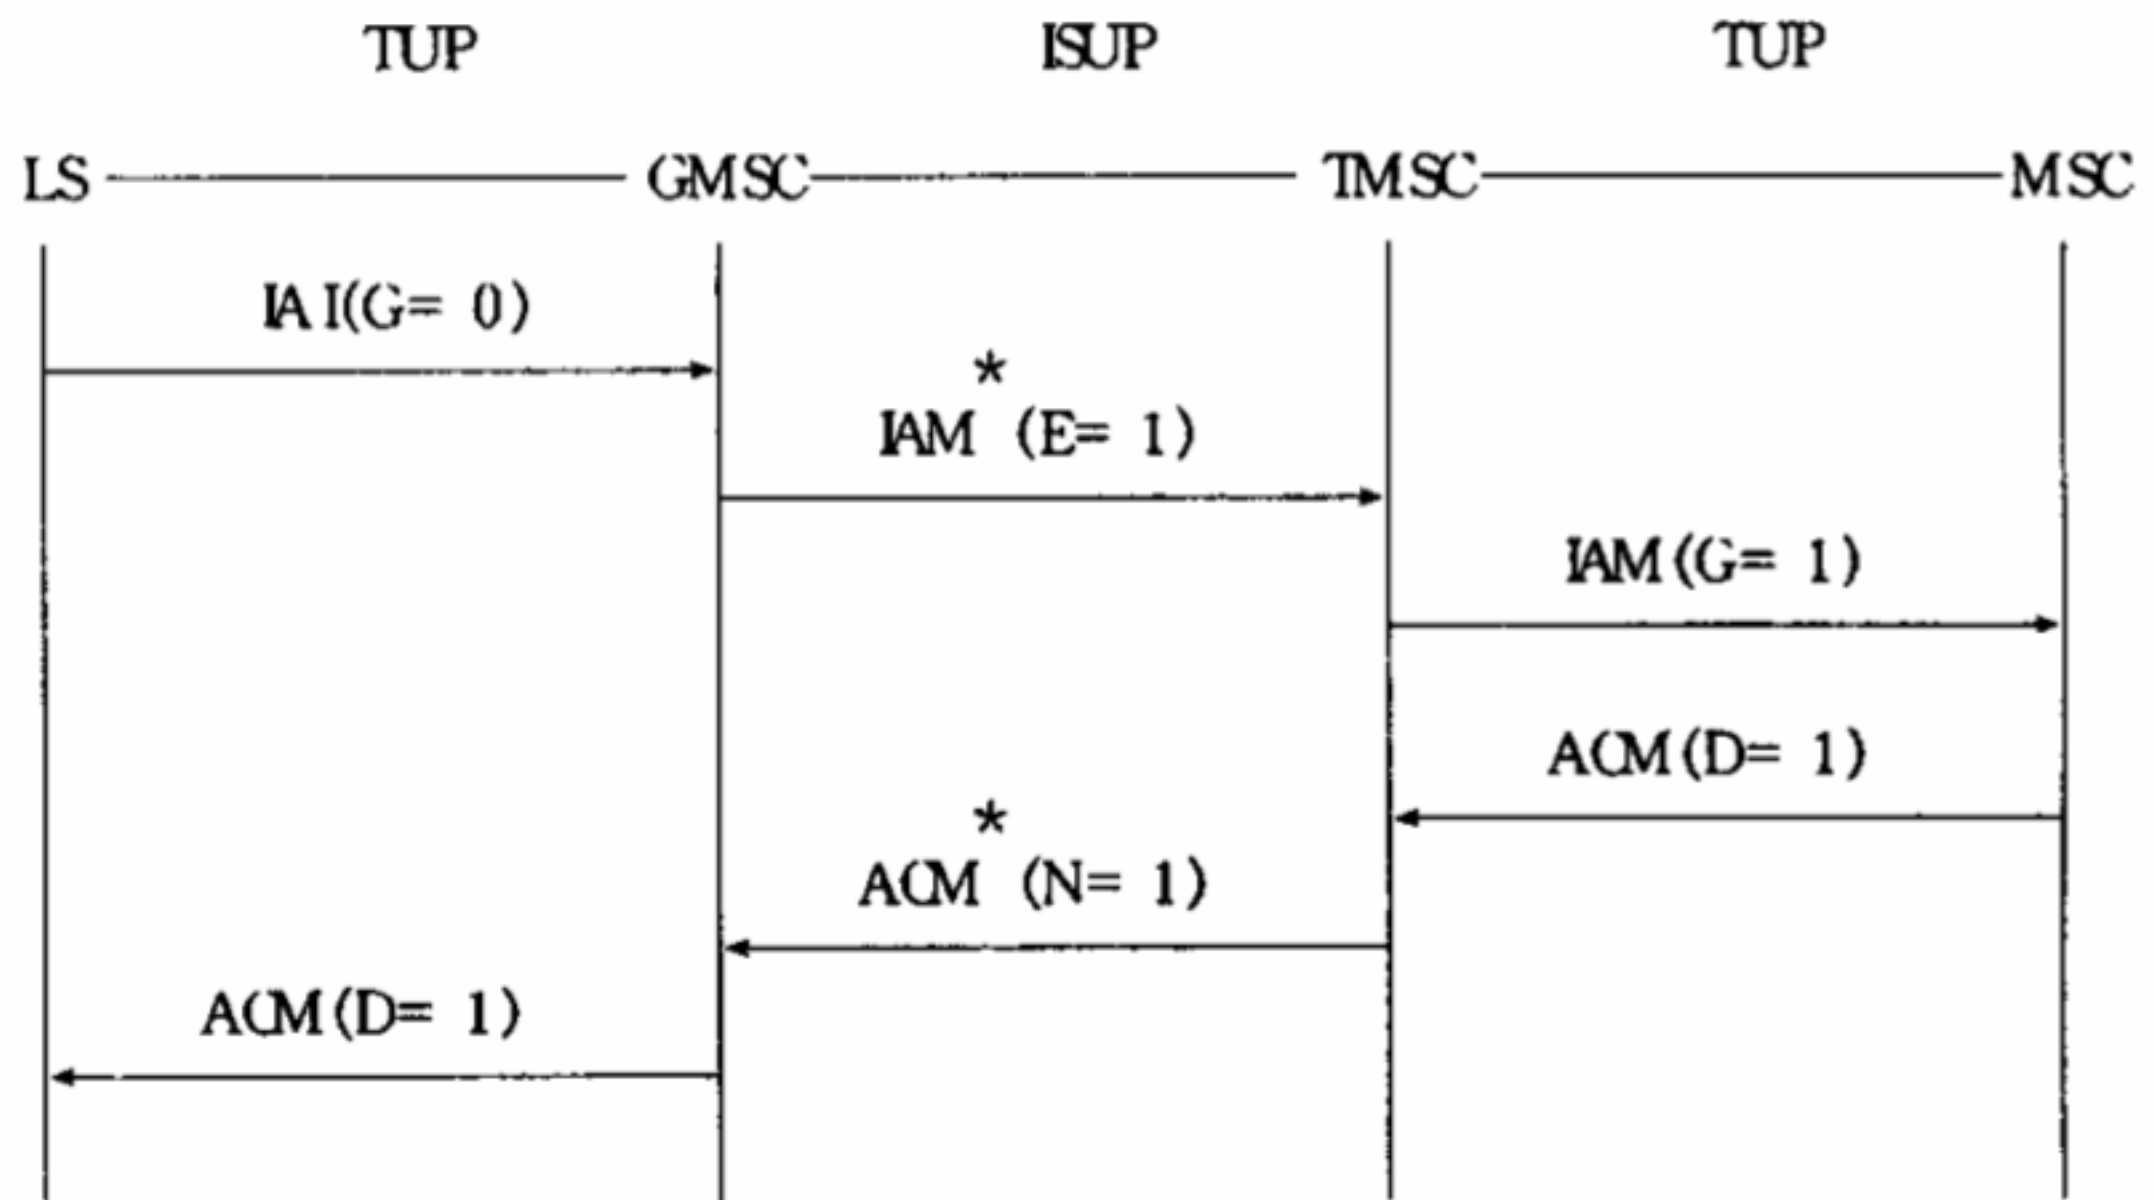 TUP ISUP TUP
LS GMSC TMSC MSC
IAI(G= 0)
*
IAM (E= 1)
IAM(G= 1)
ACM(D= 1)
*
ACM (N= 1)
ACM(D= 1)